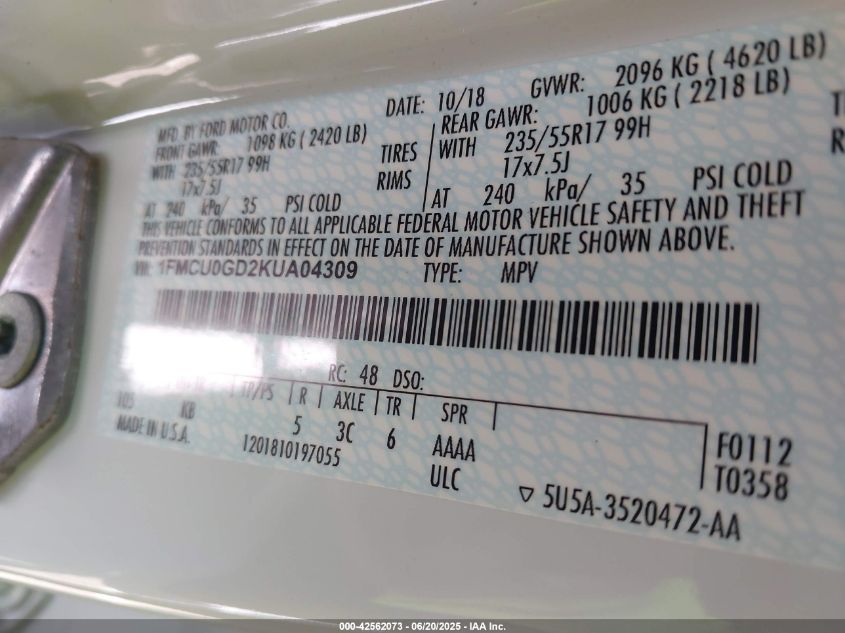 MFD. BY FORD MOTOR CO.
DATE: 10/18 GVWR: 2096 KG ( 4620 LB)
FRONT GAWR: 1098 KG ( 2420 LB)
REAR GAWR: 1006 KG ( 2218 LB)
WITH 235/55R17 99H TIRES WITH 235/55R17 99H
17x7.5J RIMS 17x7.5J
AT 240 kPa/ 35 PSI COLD AT 240 kPa/ 35 PSI COLD
THIS VEHICLE CONFORMS TO ALL APPLICABLE FEDERAL MOTOR VEHICLE SAFETY AND THEFT
PREVENTION STANDARDS IN EFFECT ON THE DATE OF MANUFACTURE SHOWN ABOVE.
VIN: 1FMCU0GD2KUA04309 TYPE: MPV
RC: 48 DSO:
TP/PS R AXLE TR SPR
105 KB 5 3C 6 AAAA
MADE IN U.S.A. 1201810197055 ULC
F0112
T0358
5U5A-3520472-AA
000-42562073 - 06/20/2025 - IAA Inc.